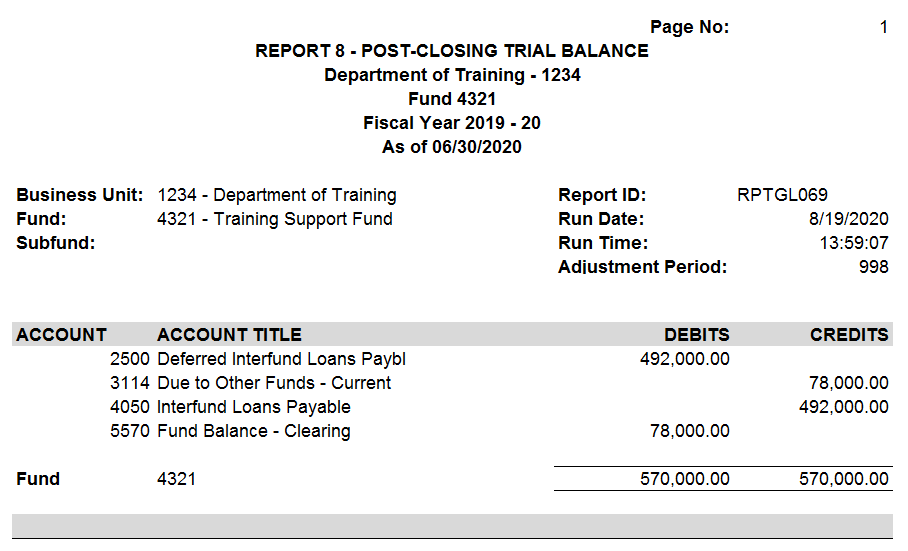 Page No: 1
REPORT 8 - POST-CLOSING TRIAL BALANCE
Department of Training - 1234
Fund 4321
Fiscal Year 2019 - 20
As of 06/30/2020
Business Unit: 1234 - Department of Training Report ID: RPTGL069
Fund: 4321 - Training Support Fund Run Date: 8/19/2020
Subfund: Run Time: 13:59:07
Adjustment Period: 998
ACCOUNT ACCOUNT TITLE DEBITS CREDITS
2500 Deferred Interfund Loans Paybl 492,000.00
3114 Due to Other Funds - Current 78,000.00
4050 Interfund Loans Payable 492,000.00
5570 Fund Balance - Clearing 78,000.00
Fund 4321 570,000.00 570,000.00